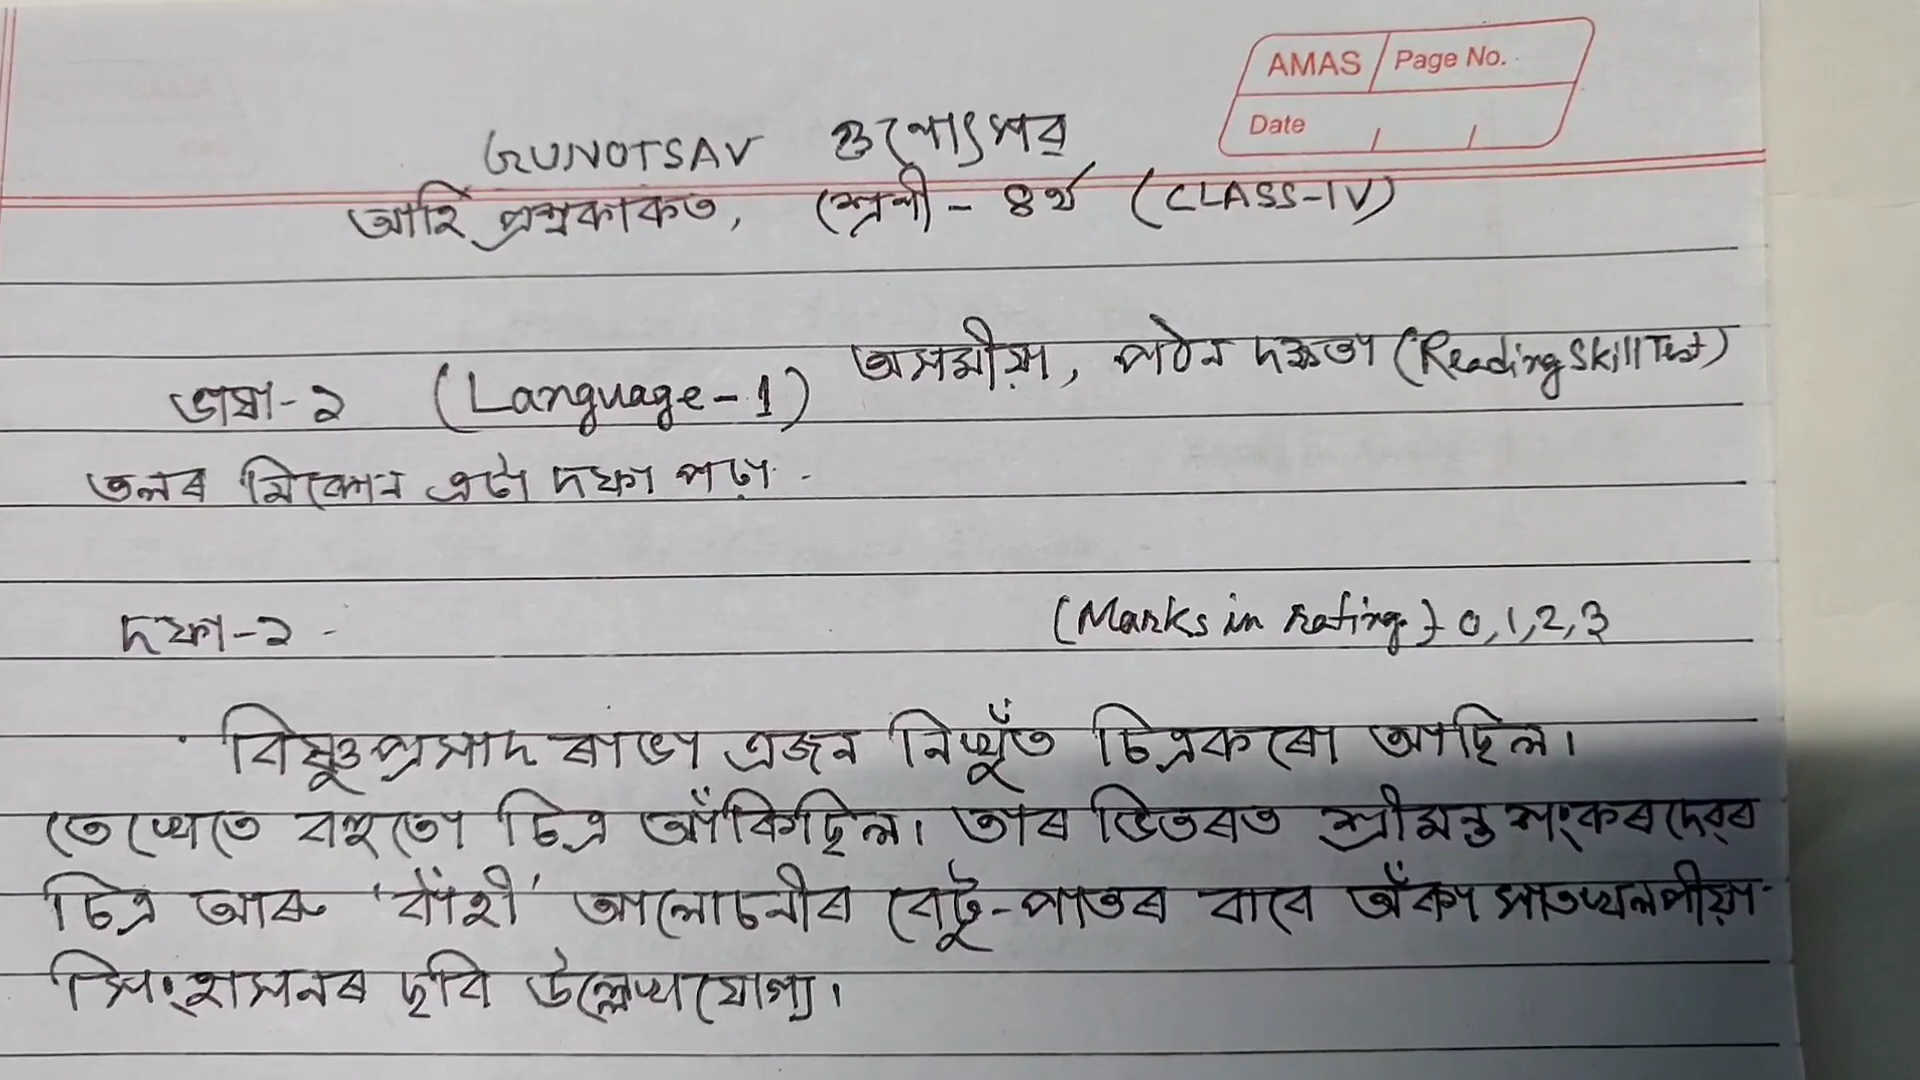 AMAS Page No.
Date / /
GUNOTSAV গুণোৎসৱ
আৰ্হি প্ৰশ্নকাকত, শ্ৰেণী - ৪ৰ্থ (CLASS-IV)
ভাষা-১ (Language-1) অসমীয়া, পঠন দক্ষতা (Reading Skill Test)
তলৰ যিকোন এটা দফা পঢ়া.
দফা-১ - (Marks in rating) 0,1,2,3
বিষ্ণুপ্ৰসাদ ৰাভা এজন নিখুঁত চিত্ৰকৰো আছিল।
তেখেতে বহুতো চিত্ৰ আঁকিছিল। তাৰ ভিতৰত শ্ৰীমন্ত শংকৰদেৱৰ
চিত্ৰ আৰু 'বাঁহী' আলোচনীৰ বেটু-পাতৰ বাবে অঁকা সাতখলপীয়া
সিংহাসনৰ ছবি উল্লেখযোগ্য।